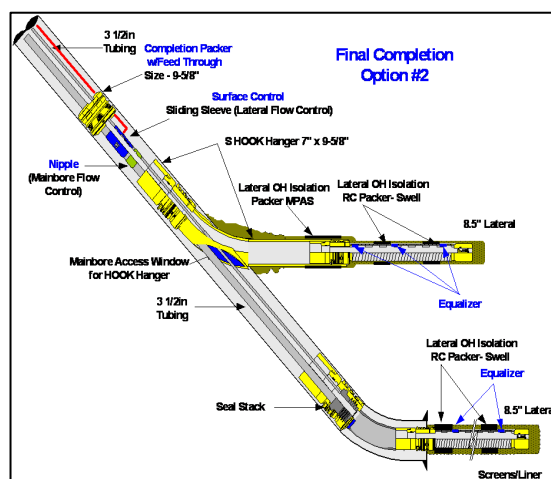 3 1/2in
Tubing
Completion Packer
w/Feed Through
Size - 9-5/8"
Final Completion
Option #2
Surface Control
Sliding Sleeve (Lateral Flow Control)
S HOOK Hanger 7" x 9-5/8"
Nipple
(Mainbore Flow
Control)
Lateral OH Isolation
Packer MPAS
Lateral OH Isolation
RC Packer- Swell
8.5" Lateral
Mainbore Access Window
for HOOK Hanger
Equalizer
3 1/2in
Tubing
Lateral OH Isolation
RC Packer- Swell
Equalizer
Seal Stack
8.5" Lateral
Screens/Liner